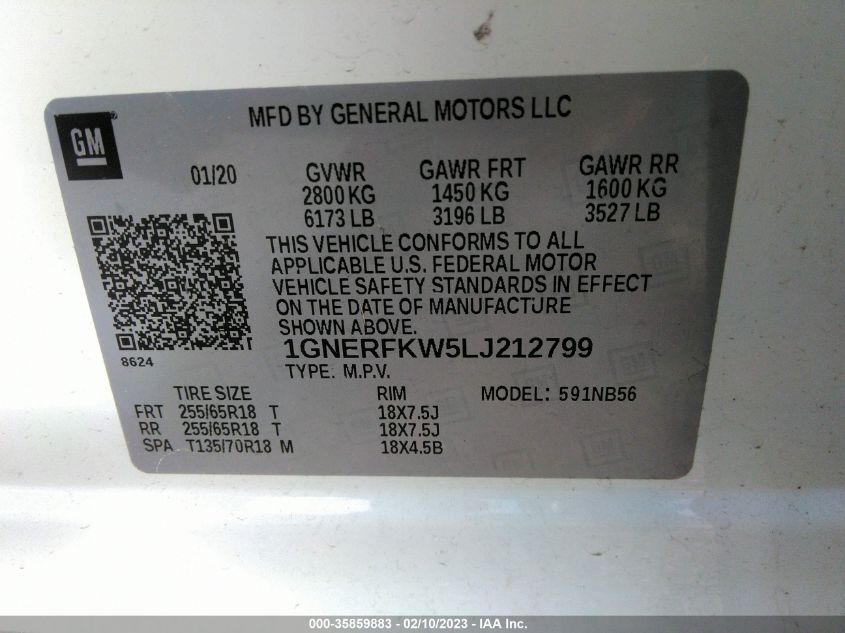 MFD BY GENERAL MOTORS LLC
GM
01/20 GVWR GAWR FRT GAWR RR
2800 KG 1450 KG 1600 KG
6173 LB 3196 LB 3527 LB
THIS VEHICLE CONFORMS TO ALL
APPLICABLE U.S. FEDERAL MOTOR
VEHICLE SAFETY STANDARDS IN EFFECT
ON THE DATE OF MANUFACTURE
SHOWN ABOVE.
8624
1GNERFKW5LJ212799
TYPE: M.P.V.
TIRE SIZE RIM MODEL: 591NB56
FRT 255/65R18 T 18X7.5J
RR 255/65R18 T 18X7.5J
SPA T135/70R18 M 18X4.5B
000-35859883 - 02/10/2023 - IAA Inc.